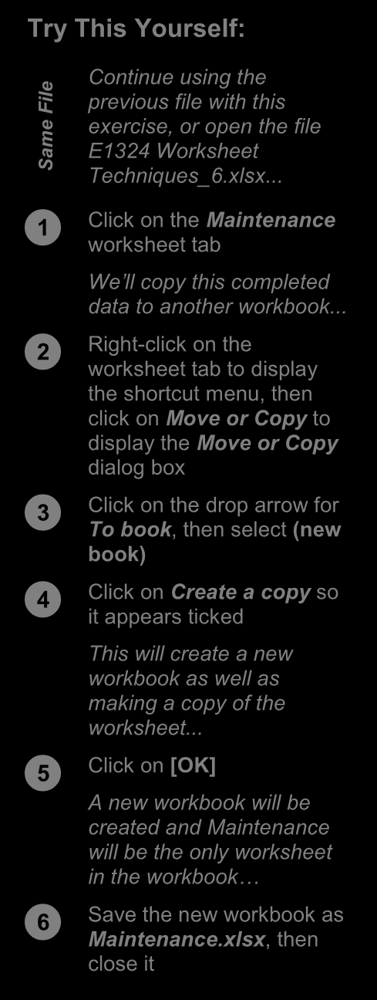 Try This Yourself:
Same File
Continue using the
previous file with this
exercise, or open the file
E1324 Worksheet
Techniques_6.xlsx...
1
Click on the Maintenance
worksheet tab
We’ll copy this completed
data to another workbook...
2
Right-click on the
worksheet tab to display
the shortcut menu, then
click on Move or Copy to
display the Move or Copy
dialog box
3
Click on the drop arrow for
To book, then select (new
book)
4
Click on Create a copy so
it appears ticked
This will create a new
workbook as well as
making a copy of the
worksheet...
5
Click on [OK]
A new workbook will be
created and Maintenance
will be the only worksheet
in the workbook…
6
Save the new workbook as
Maintenance.xlsx, then
close it